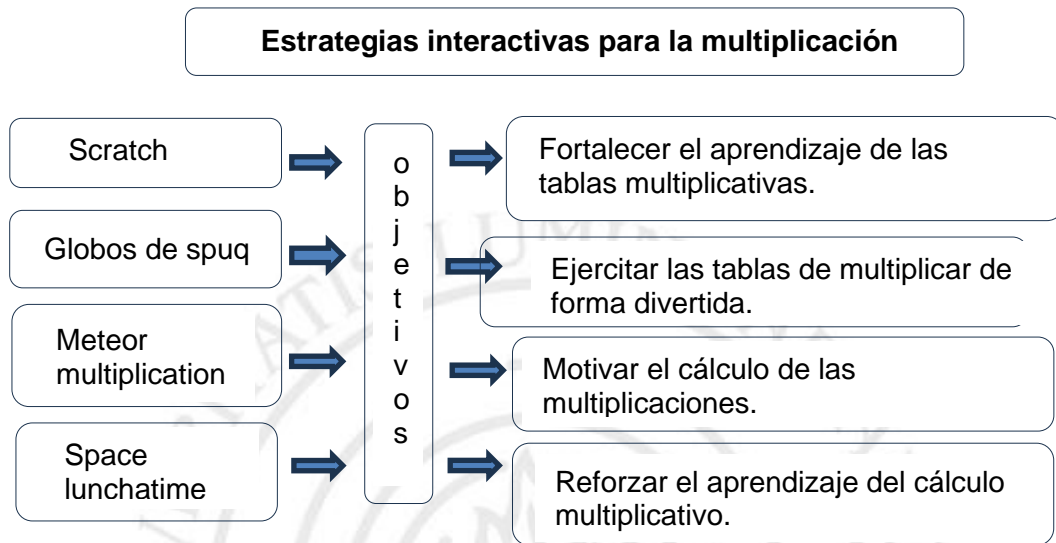 Estrategias interactivas para la multiplicación
Scratch
Globos de spuq
Meteor
multiplication
Space
lunchatime
objetivos
Fortalecer el aprendizaje de las
tablas multiplicativas.
Ejercitar las tablas de multiplicar de
forma divertida.
Motivar el cálculo de las
multiplicaciones.
Reforzar el aprendizaje del cálculo
multiplicativo.